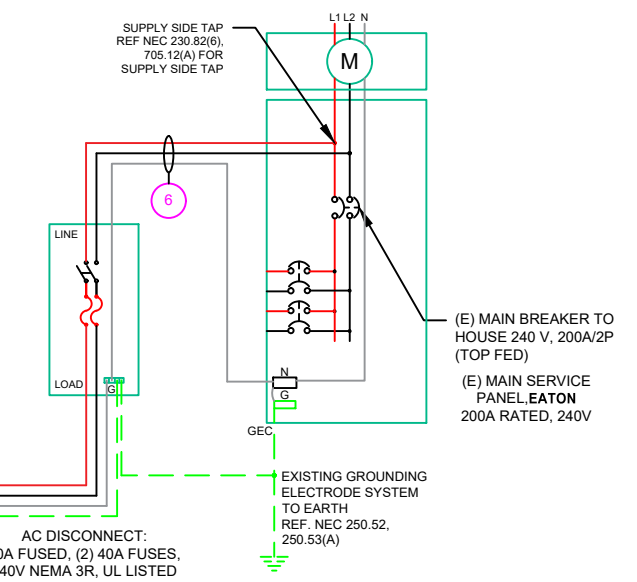 SUPPLY SIDE TAP
REF NEC 230.82(6),
705.12(A) FOR
SUPPLY SIDE TAP
L1 L2 N
M
6
LINE
LOAD
G
N
G
GEC
(E) MAIN BREAKER TO
HOUSE 240 V, 200A/2P
(TOP FED)
(E) MAIN SERVICE
PANEL,EATON
200A RATED, 240V
EXISTING GROUNDING
ELECTRODE SYSTEM
TO EARTH
REF. NEC 250.52,
250.53(A)
AC DISCONNECT:
0A FUSED, (2) 40A FUSES,
40V NEMA 3R, UL LISTED